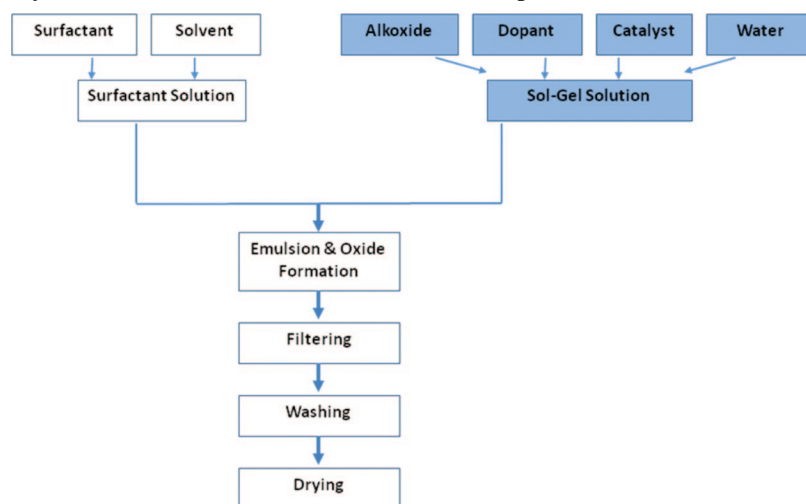 Surfactant
Solvent
Alkoxide
Dopant
Catalyst
Water
Surfactant Solution
Sol-Gel Solution
Emulsion & Oxide
Formation
Filtering
Washing
Drying